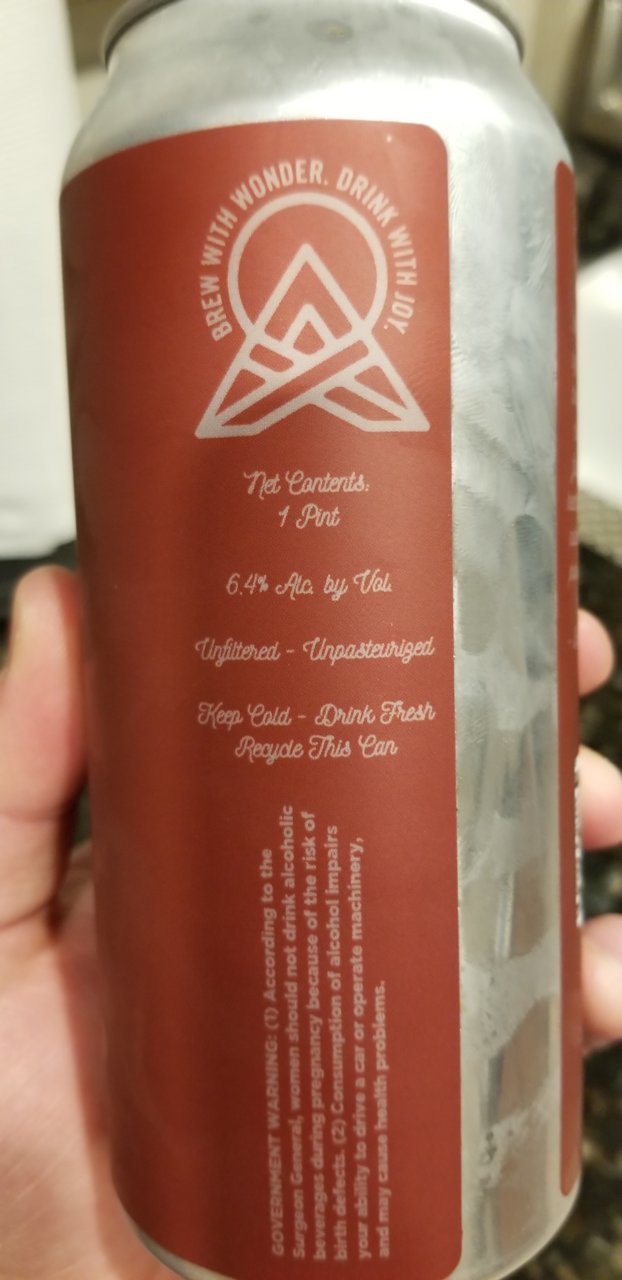 BREW WITH WONDER. DRINK WITH JOY.
Net Contents:
1 Pint
6.4% Alc. by Vol.
Unfiltered - Unpasteurized
Keep Cold - Drink Fresh
Recycle This Can
GOVERNMENT WARNING: (1) According to the
Surgeon General, women should not drink alcoholic
beverages during pregnancy because of the risk of
birth defects. (2) Consumption of alcohol impairs
your ability to drive a car or operate machinery,
and may cause health problems.